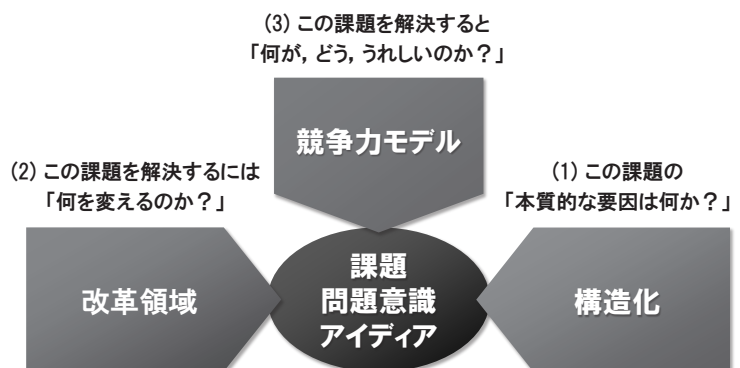 (3) この課題を解決すると
「何が，どう，うれしいのか？」
競争力モデル
(2) この課題を解決するには
「何を変えるのか？」
(1) この課題の
「本質的な要因は何か？」
改革領域
課題
問題意識
アイディア
構造化